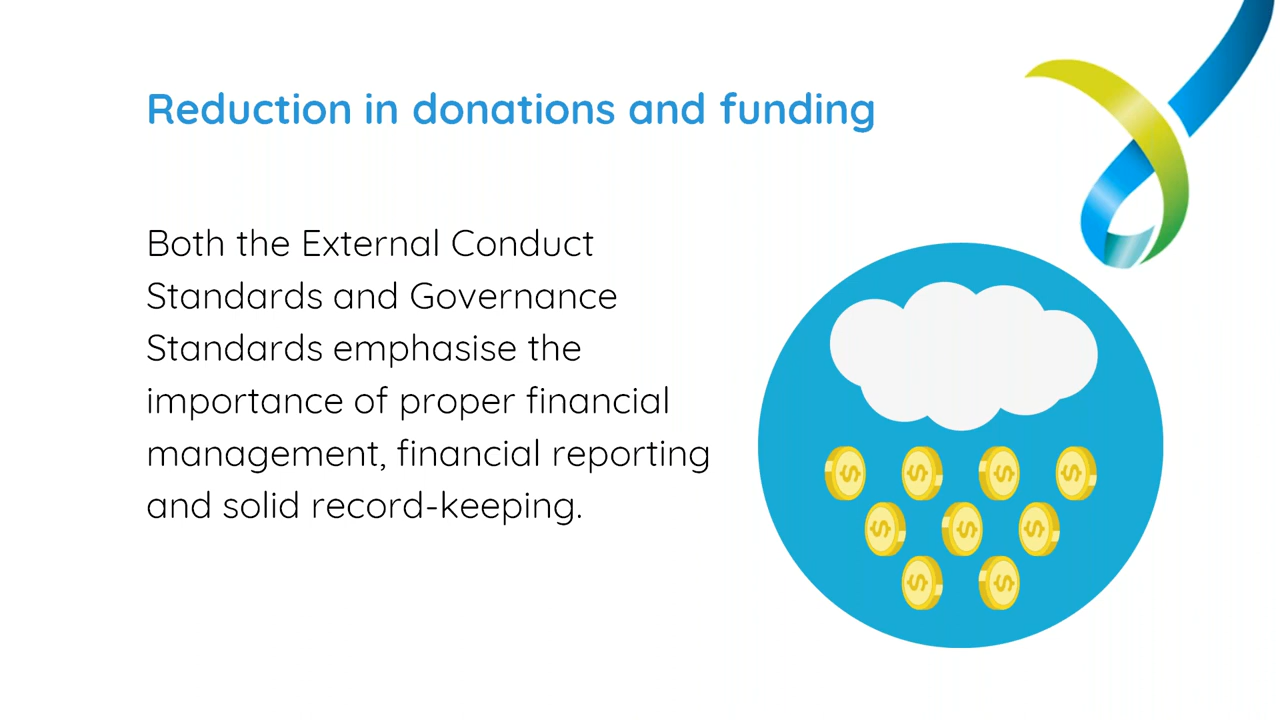 Reduction in donations and funding
Both the External Conduct
Standards and Governance
Standards emphasise the
importance of proper financial
management, financial reporting
and solid record-keeping.
$ $ $ $
$ $ $
$ $